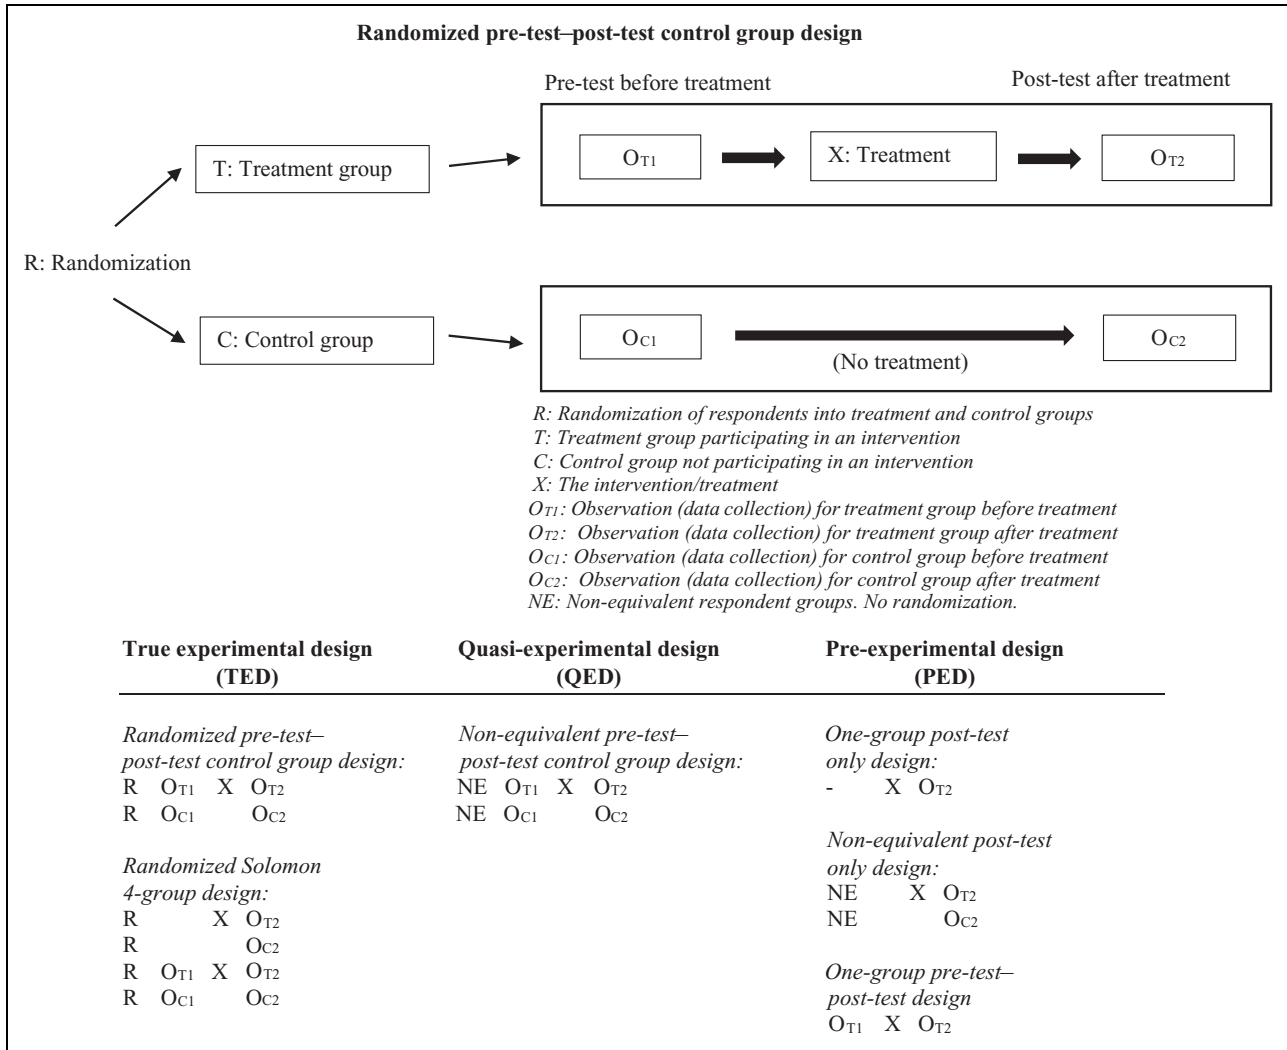 Randomized pre-test–post-test control group design
Pre-test before treatment
Post-test after treatment
T: Treatment group
OT1
X: Treatment
OT2
R: Randomization
C: Control group
OC1
(No treatment)
OC2
R: Randomization of respondents into treatment and control groups
T: Treatment group participating in an intervention
C: Control group not participating in an intervention
X: The intervention/treatment
OT1: Observation (data collection) for treatment group before treatment
OT2: Observation (data collection) for treatment group after treatment
OC1: Observation (data collection) for control group before treatment
OC2: Observation (data collection) for control group after treatment
NE: Non-equivalent respondent groups. No randomization.
True experimental design
(TED)
Quasi-experimental design
(QED)
Pre-experimental design
(PED)
Randomized pre-test–
post-test control group design:
R OT1 X OT2
R OC1 OC2
Randomized Solomon
4-group design:
R X OT2
R OC2
R OT1 X OT2
R OC1 OC2
Non-equivalent pre-test–
post-test control group design:
NE OT1 X OT2
NE OC1 OC2
One-group post-test
only design:
- X OT2
Non-equivalent post-test
only design:
NE X OT2
NE OC2
One-group pre-test–
post-test design
OT1 X OT2